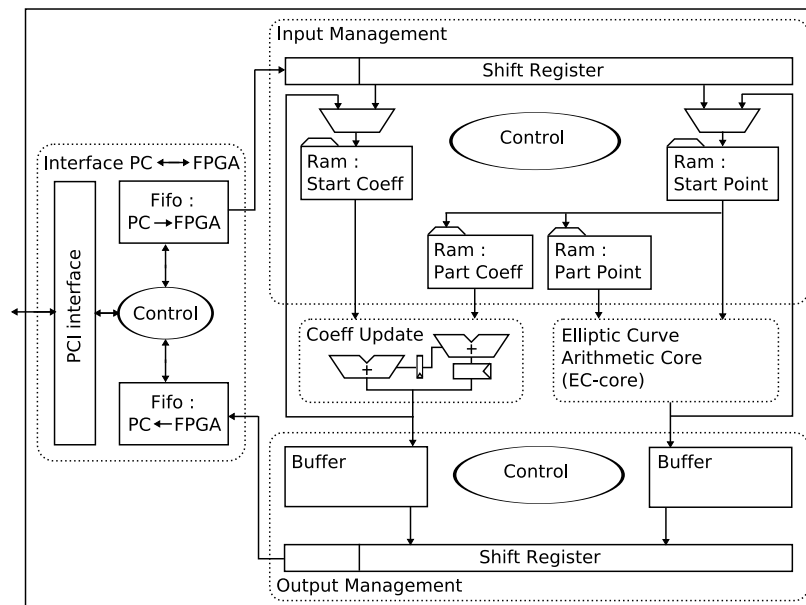 Input Management
Shift Register
Control
Ram :
Start Coeff
Ram :
Start Point
Interface PC ↔ FPGA
Fifo :
PC → FPGA
Ram :
Part Coeff
Ram :
Part Point
PCI interface
Control
Coeff Update
+
+
Elliptic Curve
Arithmetic Core
(EC-core)
Fifo :
PC ← FPGA
Buffer
Control
Buffer
Shift Register
Output Management